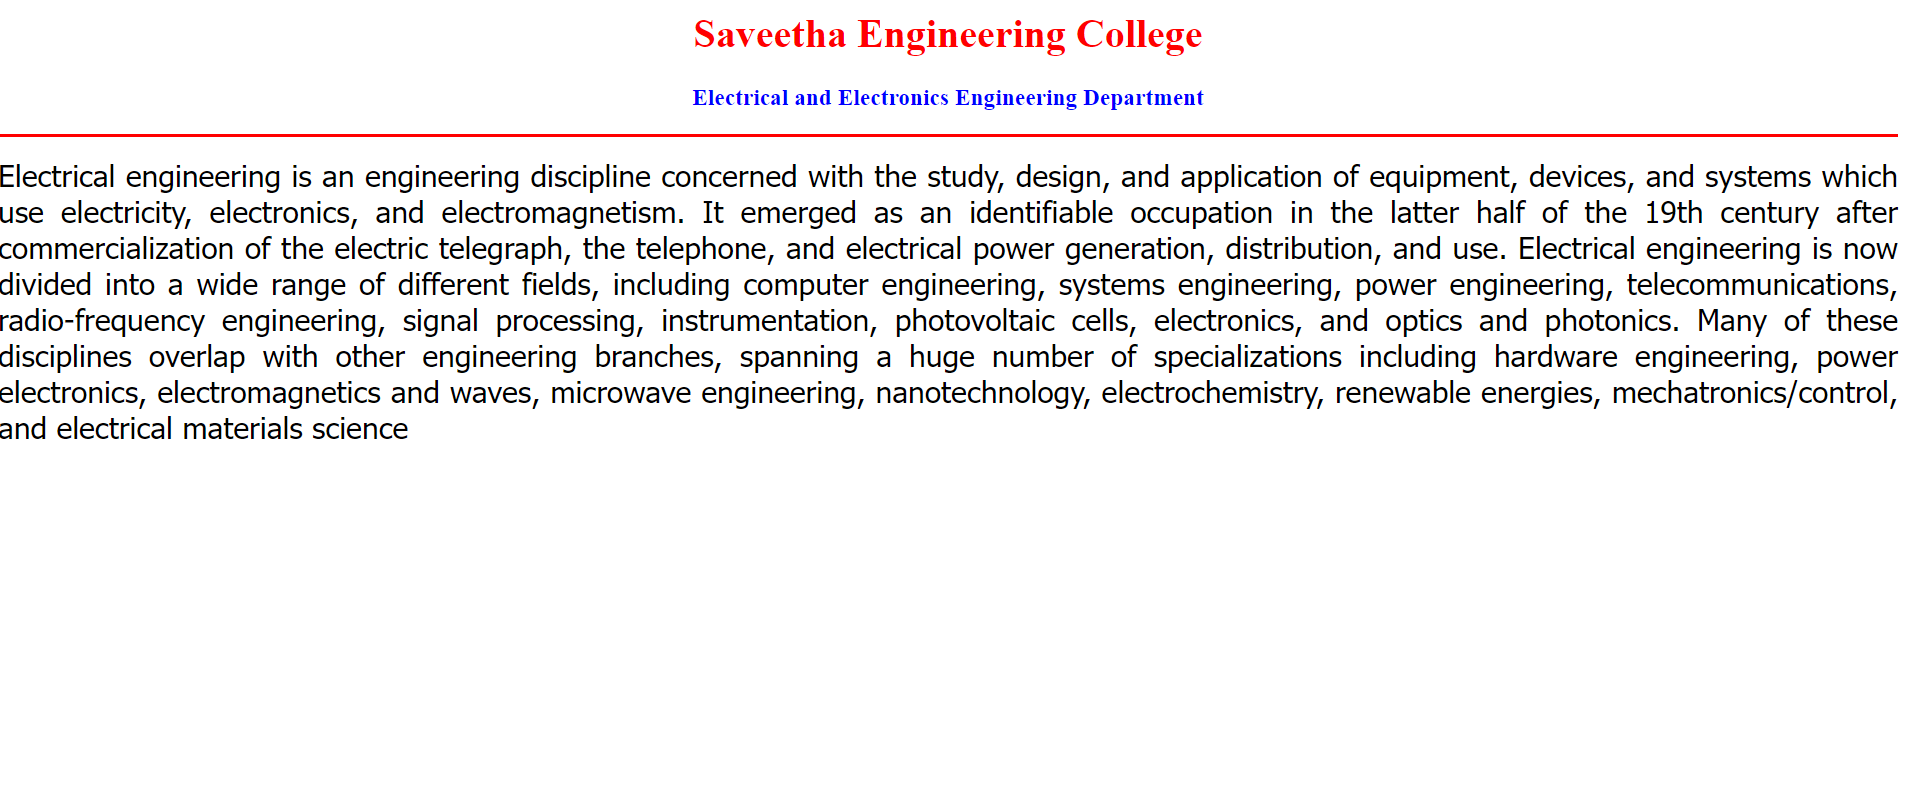 Saveetha Engineering College
Electrical and Electronics Engineering Department
Electrical engineering is an engineering discipline concerned with the study, design, and application of equipment, devices, and systems which
use electricity, electronics, and electromagnetism. It emerged as an identifiable occupation in the latter half of the 19th century after
commercialization of the electric telegraph, the telephone, and electrical power generation, distribution, and use. Electrical engineering is now
divided into a wide range of different fields, including computer engineering, systems engineering, power engineering, telecommunications,
radio-frequency engineering, signal processing, instrumentation, photovoltaic cells, electronics, and optics and photonics. Many of these
disciplines overlap with other engineering branches, spanning a huge number of specializations including hardware engineering, power
electronics, electromagnetics and waves, microwave engineering, nanotechnology, electrochemistry, renewable energies, mechatronics/control,
and electrical materials science